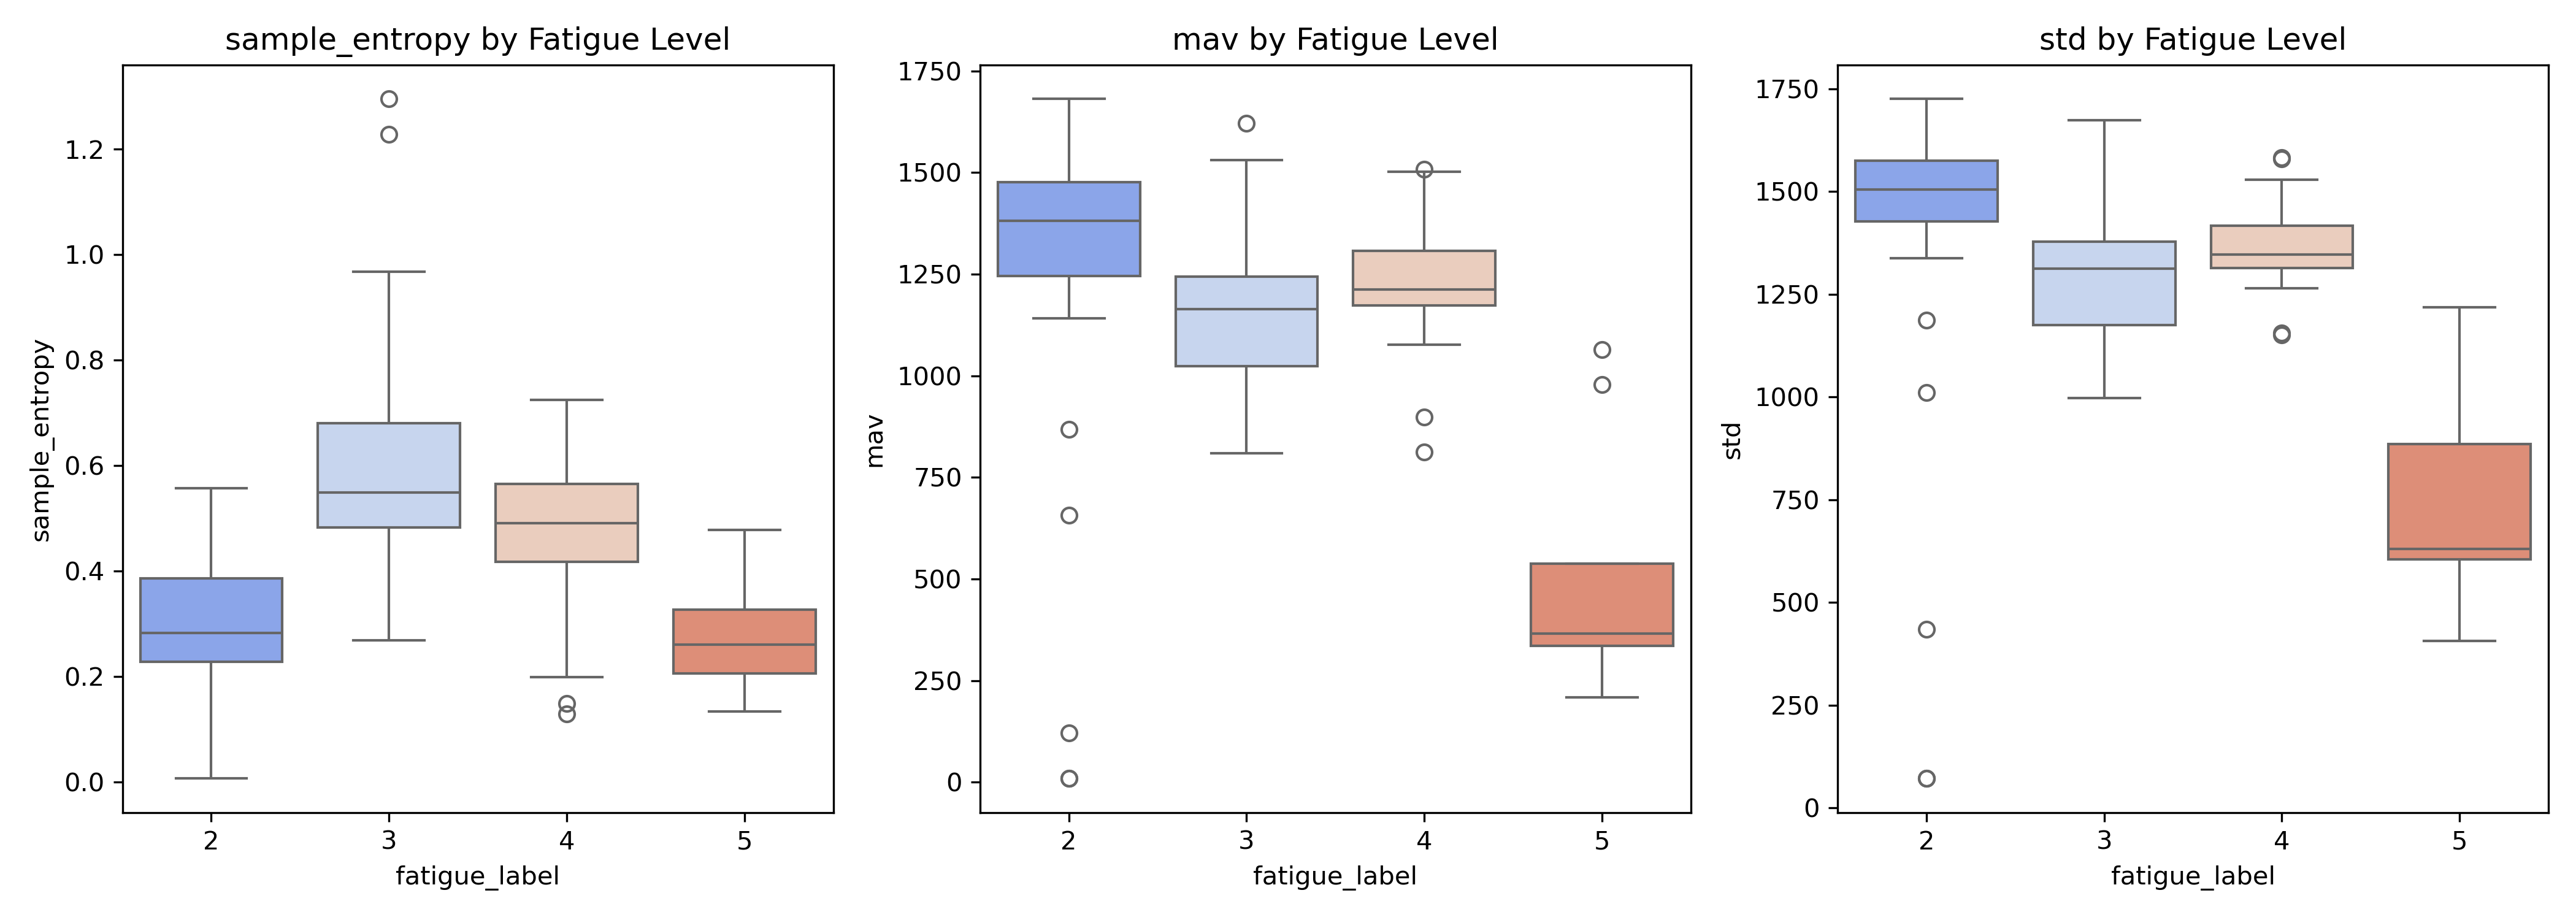 sample_entropy by Fatigue Level
sample_entropy
1.2
1.0
0.8
0.6
0.4
0.2
0.0
2 3 4 5
fatigue_label
mav by Fatigue Level
mav
1750
1500
1250
1000
750
500
250
0
2 3 4 5
fatigue_label
std by Fatigue Level
std
1750
1500
1250
1000
750
500
250
0
2 3 4 5
fatigue_label